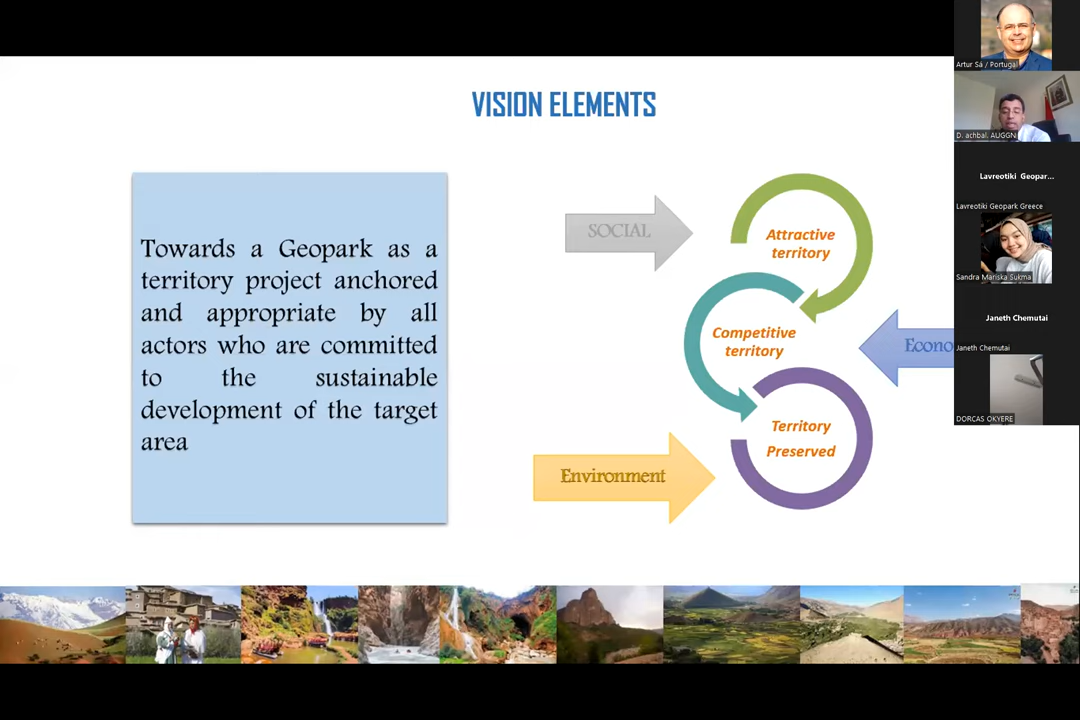 VISION ELEMENTS
Towards a Geopark as a
territory project anchored
and appropriate by all
actors who are committed
to the sustainable
development of the target
area
SOCIAL
Attractive
territory
Competitive
territory
Econo
Territory
Preserved
Environment
Artur Sá / Portugal
D. achbal. AUGGN
Lavreotiki Geopar...
Lavreotiki Geopark Greece
Sandra Mariska Sukma
Janeth Chemutai
Janeth Chemutai
DORCAS OKYERE